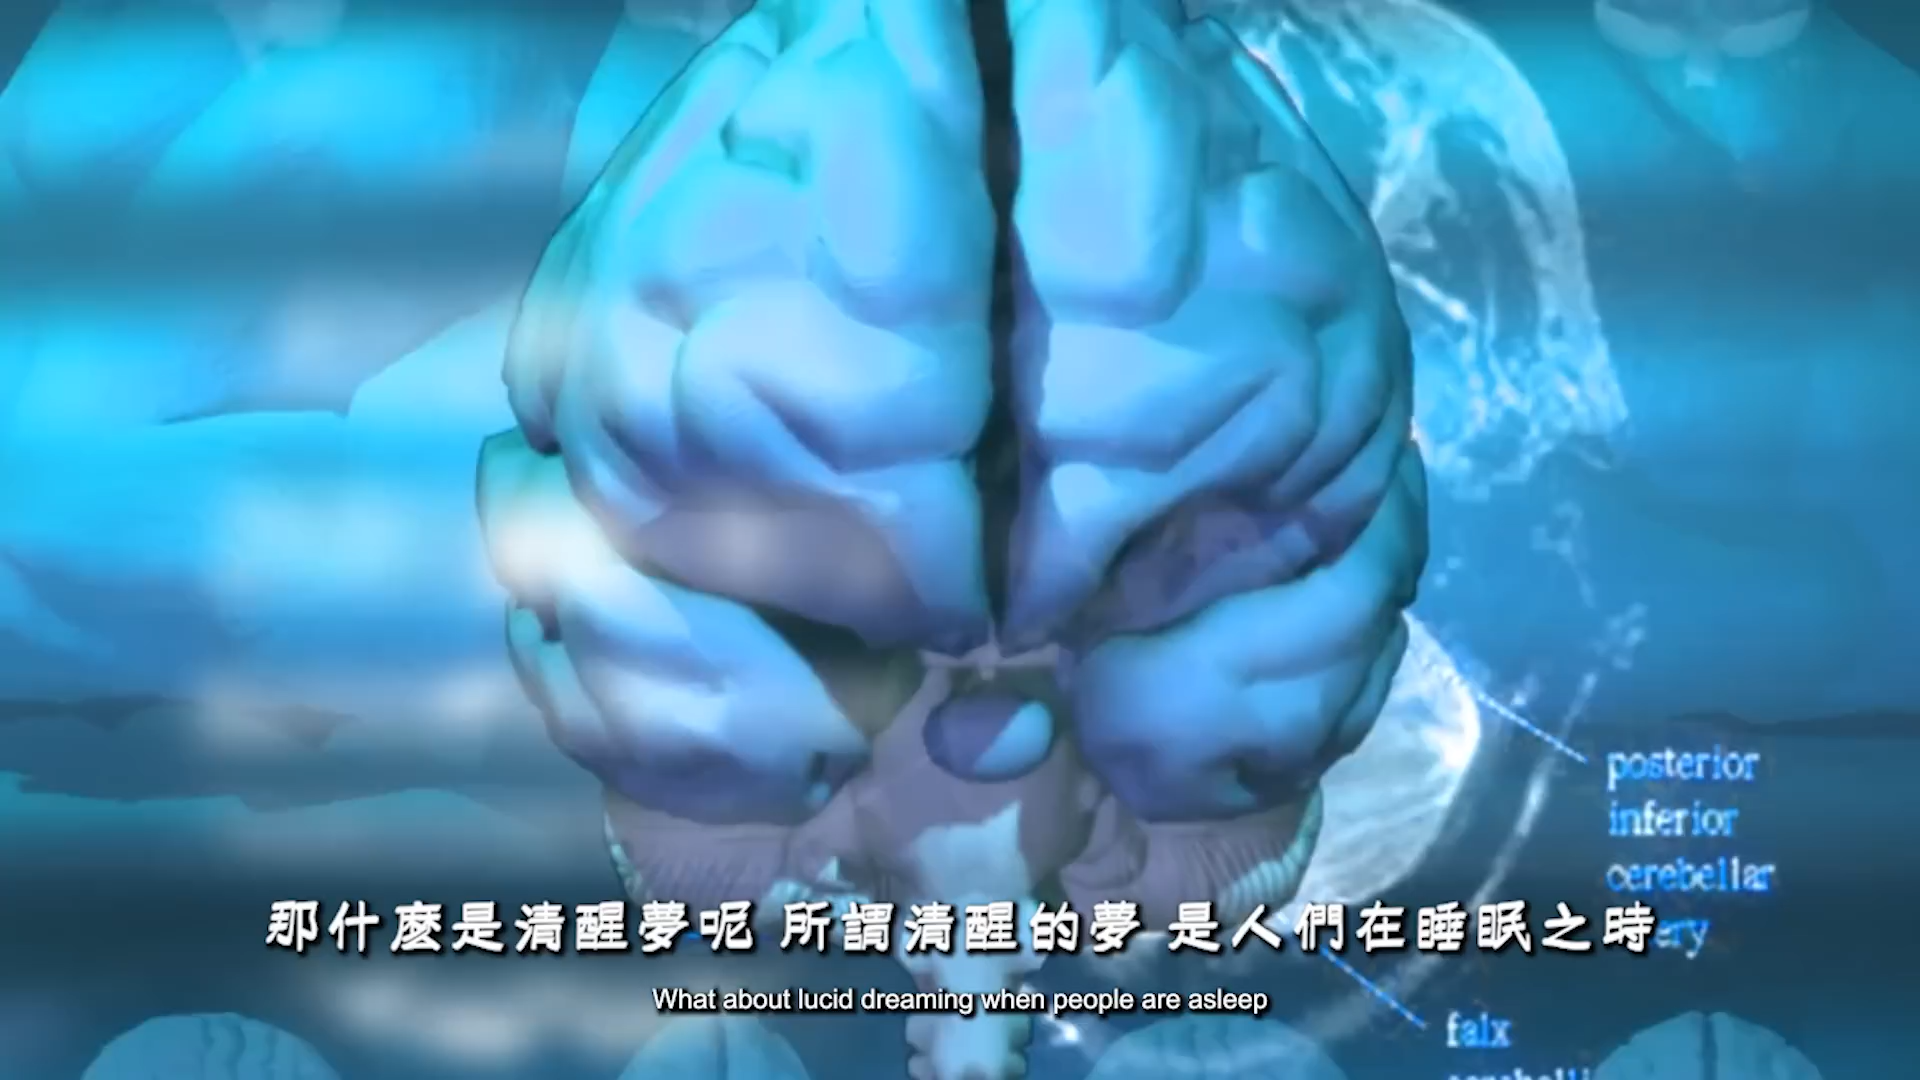 posterior
inferior
cerebellar
ery
那什麼是清醒夢呢 所謂清醒的夢 是人們在睡眠之時
What about lucid dreaming when people are asleep
falx